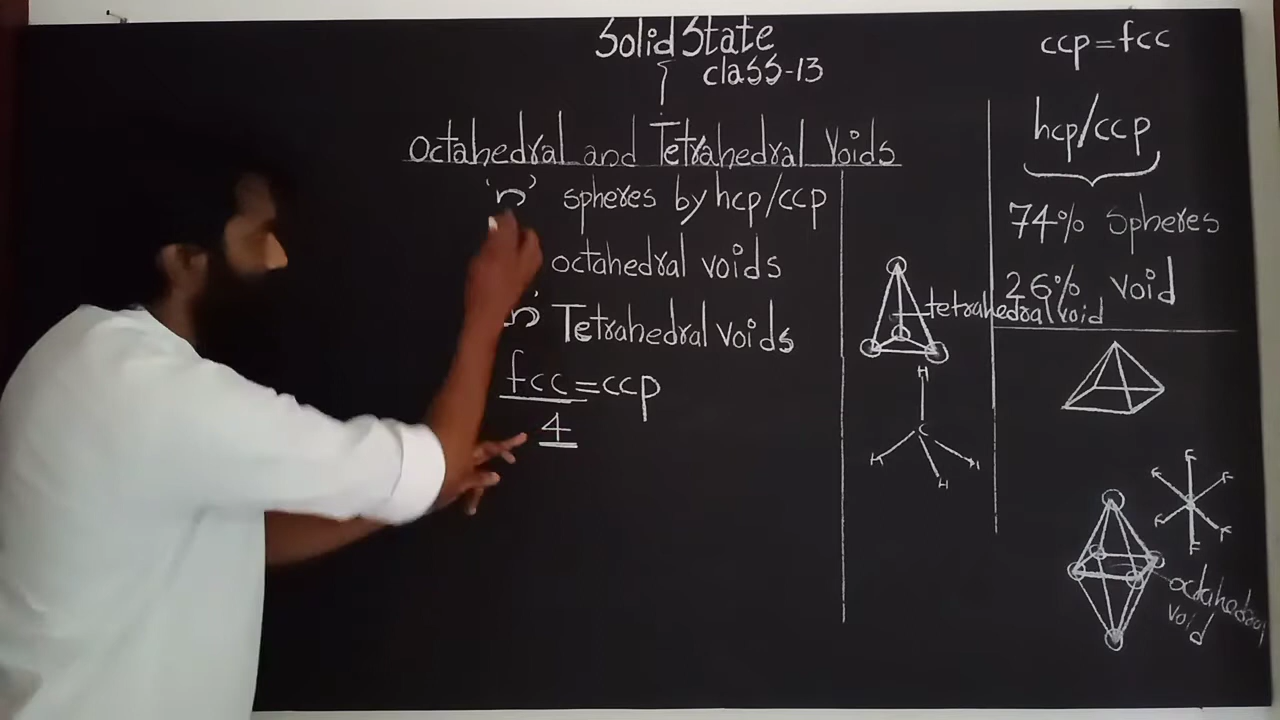 Solid State
class-13
Octahedral and Tetrahedral Voids
'n' spheres by hcp/ccp
octahedral voids
n' Tetrahedral voids
fcc=ccp
4
tetrahedral void
H
C
H
H
H
ccp=fcc
hcp/ccp
74% spheres
26% void
F
F
F
F
F
F
octahedral
void